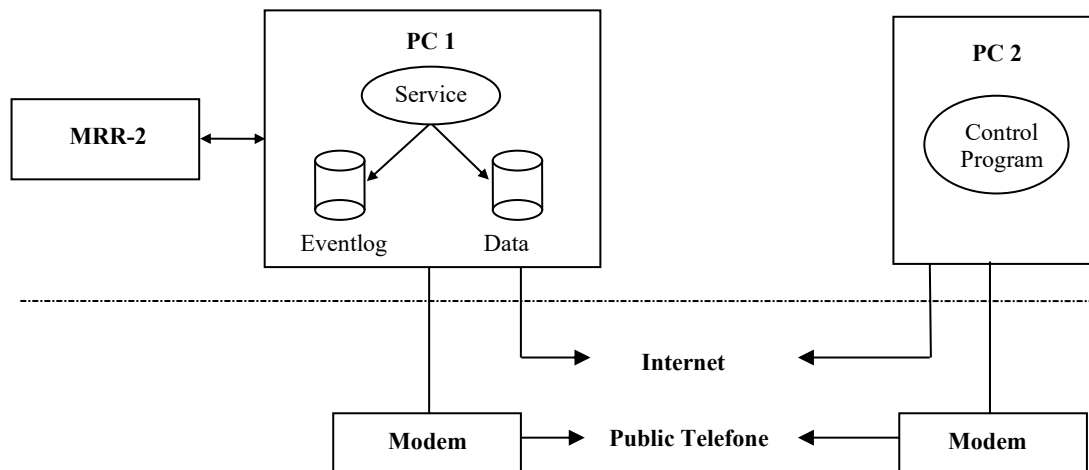 PC 1
PC 2
Service
MRR-2
Control
Program
Eventlog
Data
Internet
Modem
Public Telefone
Modem